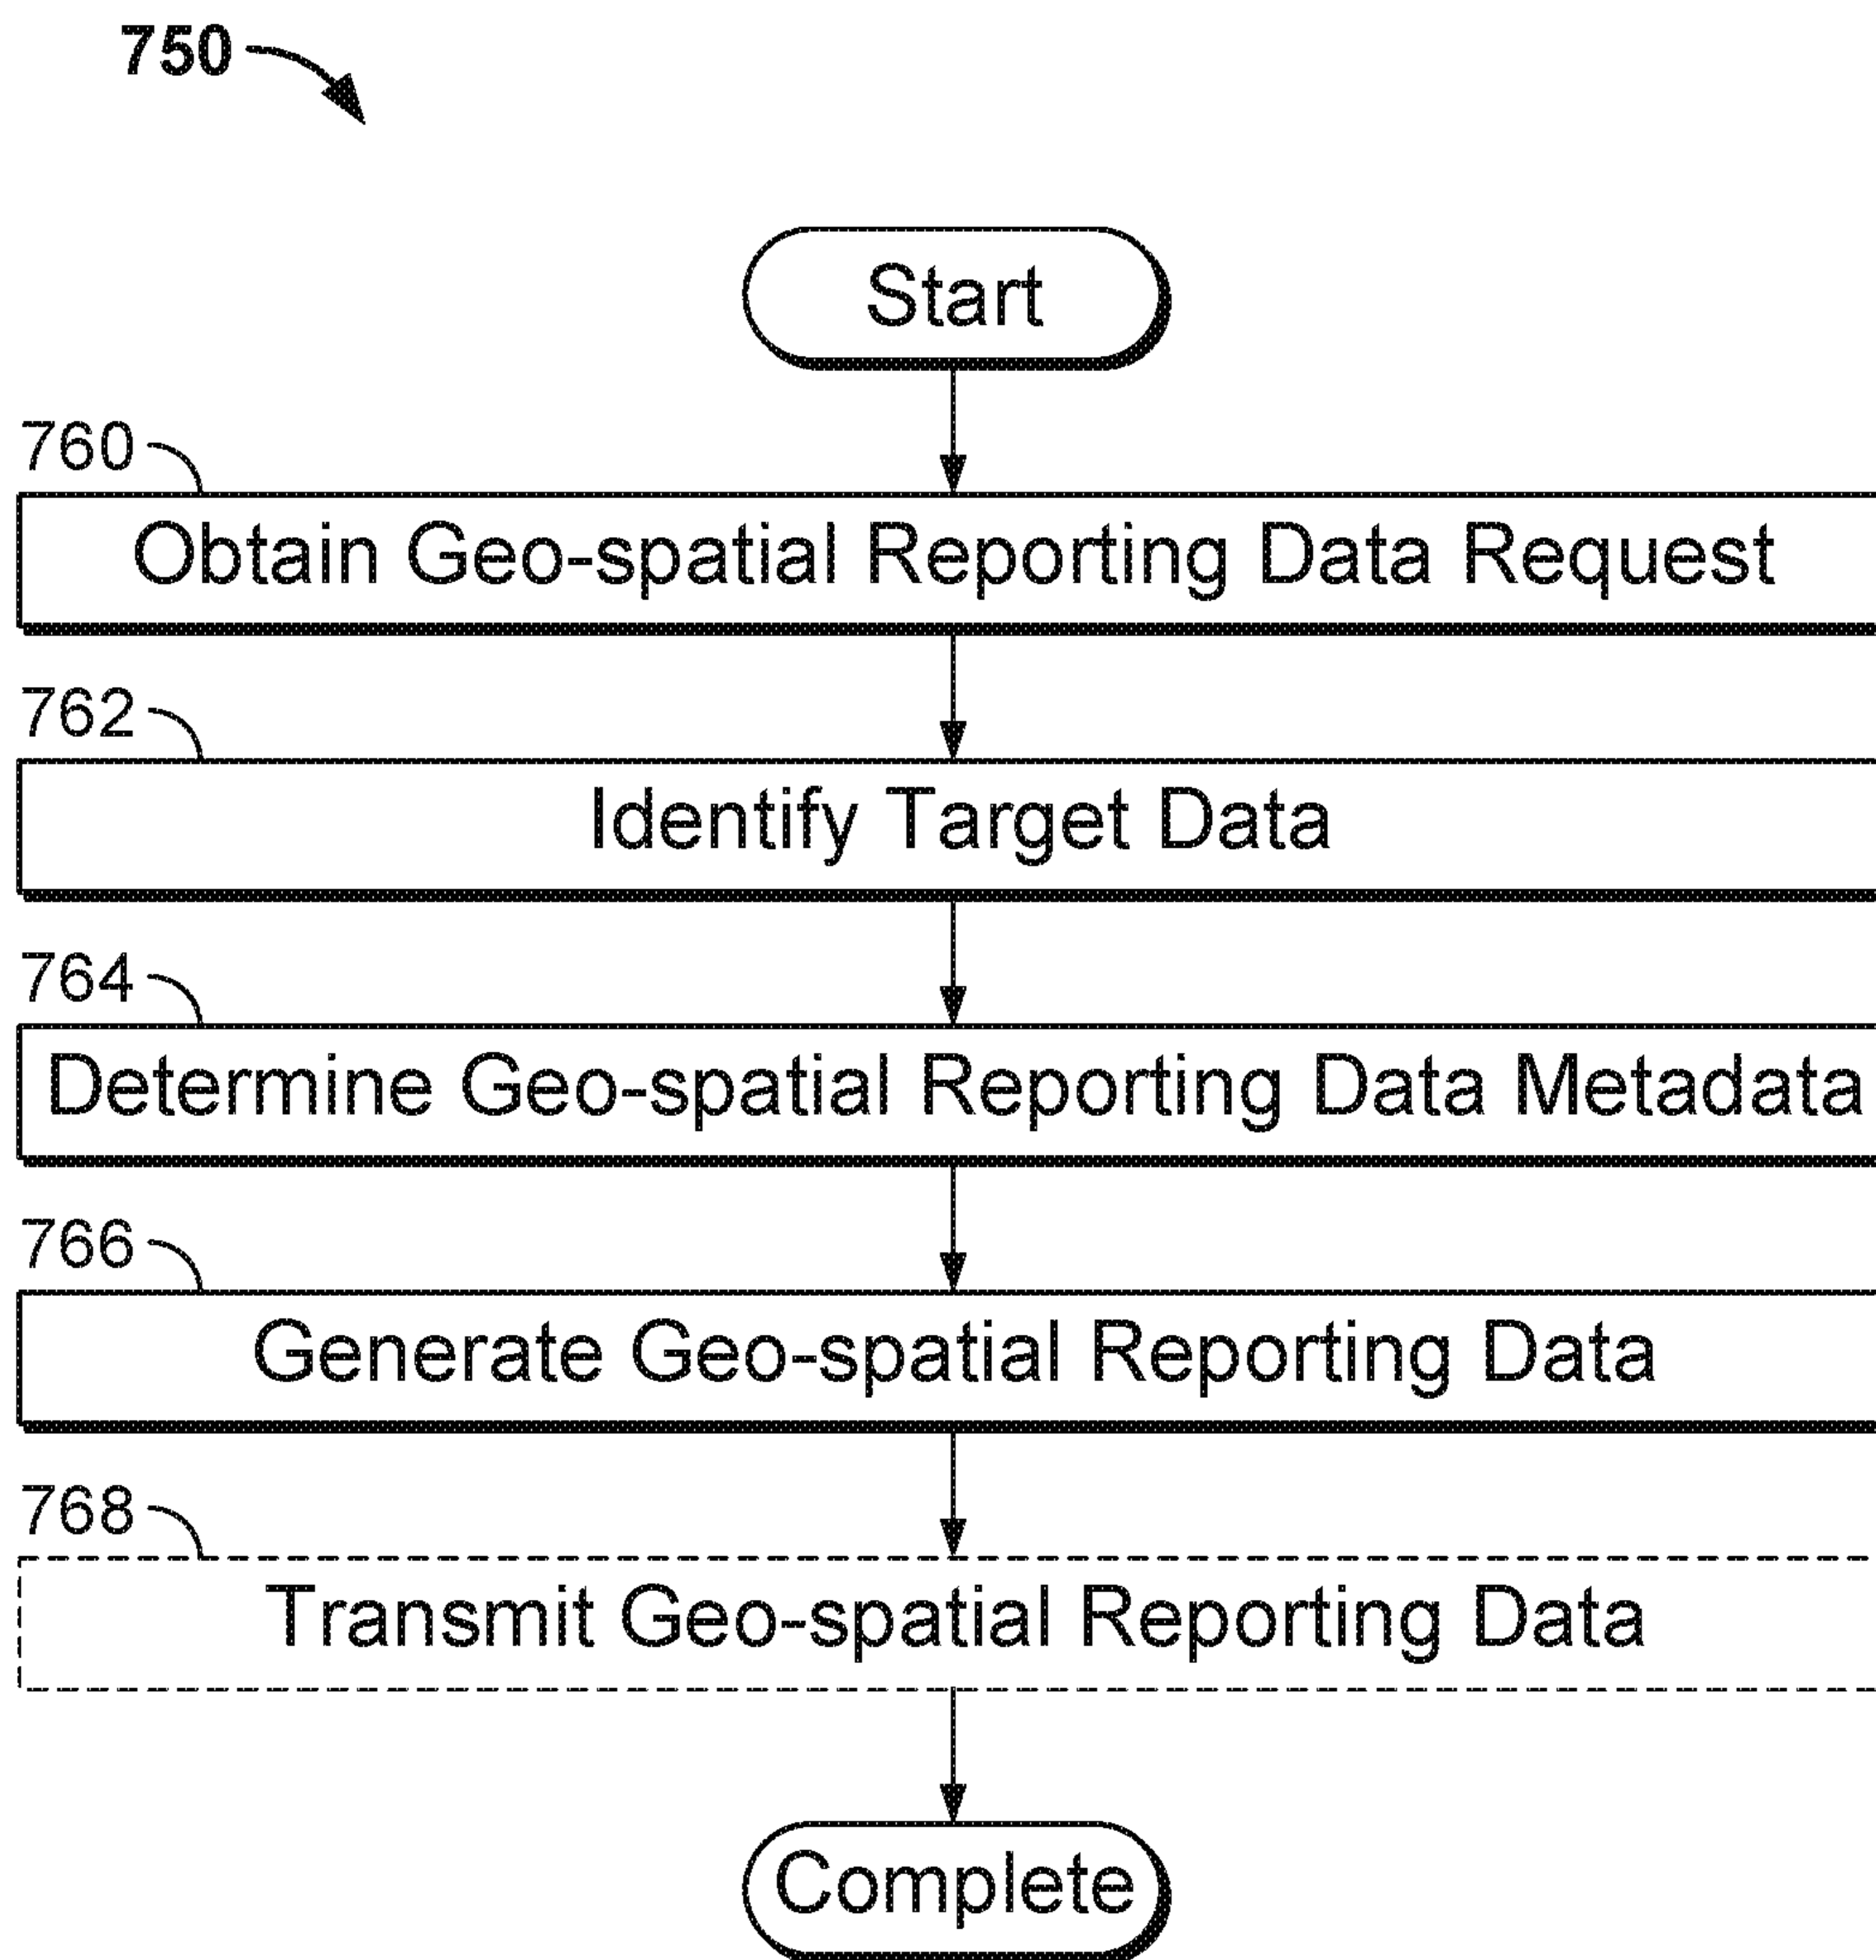 750
Start
760
Obtain Geo-spatial Reporting Data Request
762
Identify Target Data
764
Determine Geo-spatial Reporting Data Metadata
766
Generate Geo-spatial Reporting Data
768
Transmit Geo-spatial Reporting Data
Complete